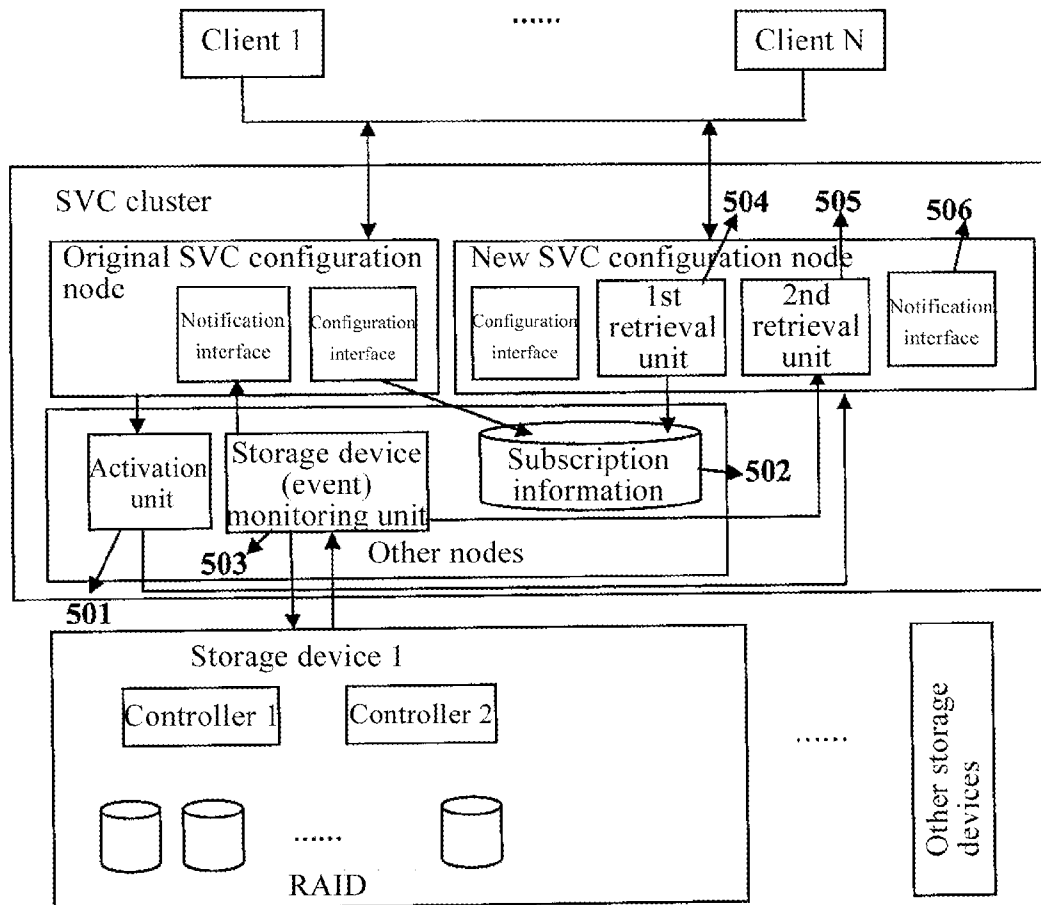 ......
Client 1
Client N
SVC cluster
504
505
506
Original SVC configuration
node
New SVC configuration node
Notification
interface
Configuration
interface
Configuration
interface
1st
retrieval
unit
2nd
retrieval
unit
Notification
interface
Activation
unit
Storage device
(event)
monitoring unit
Subscription
information
502
503
Other nodes
501
Storage device 1
Controller 1
Controller 2
......
RAID
......
Other storage
devices